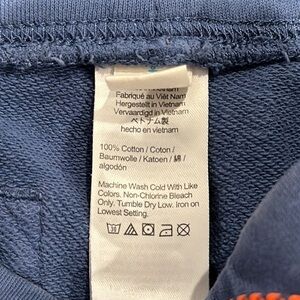 in Vietnam
Fabriqué au Viêt Nam
Hergestellt in Vietnam
Vervaardigd in Vietnam
ベトナム製
hecho en vietnam
100% Cotton / Coton /
Baumwolle / Katoen / 綿 /
algodón
Machine Wash Cold With Like
Colors. Non-Chlorine Bleach
Only. Tumble Dry Low. Iron on
Lowest Setting.